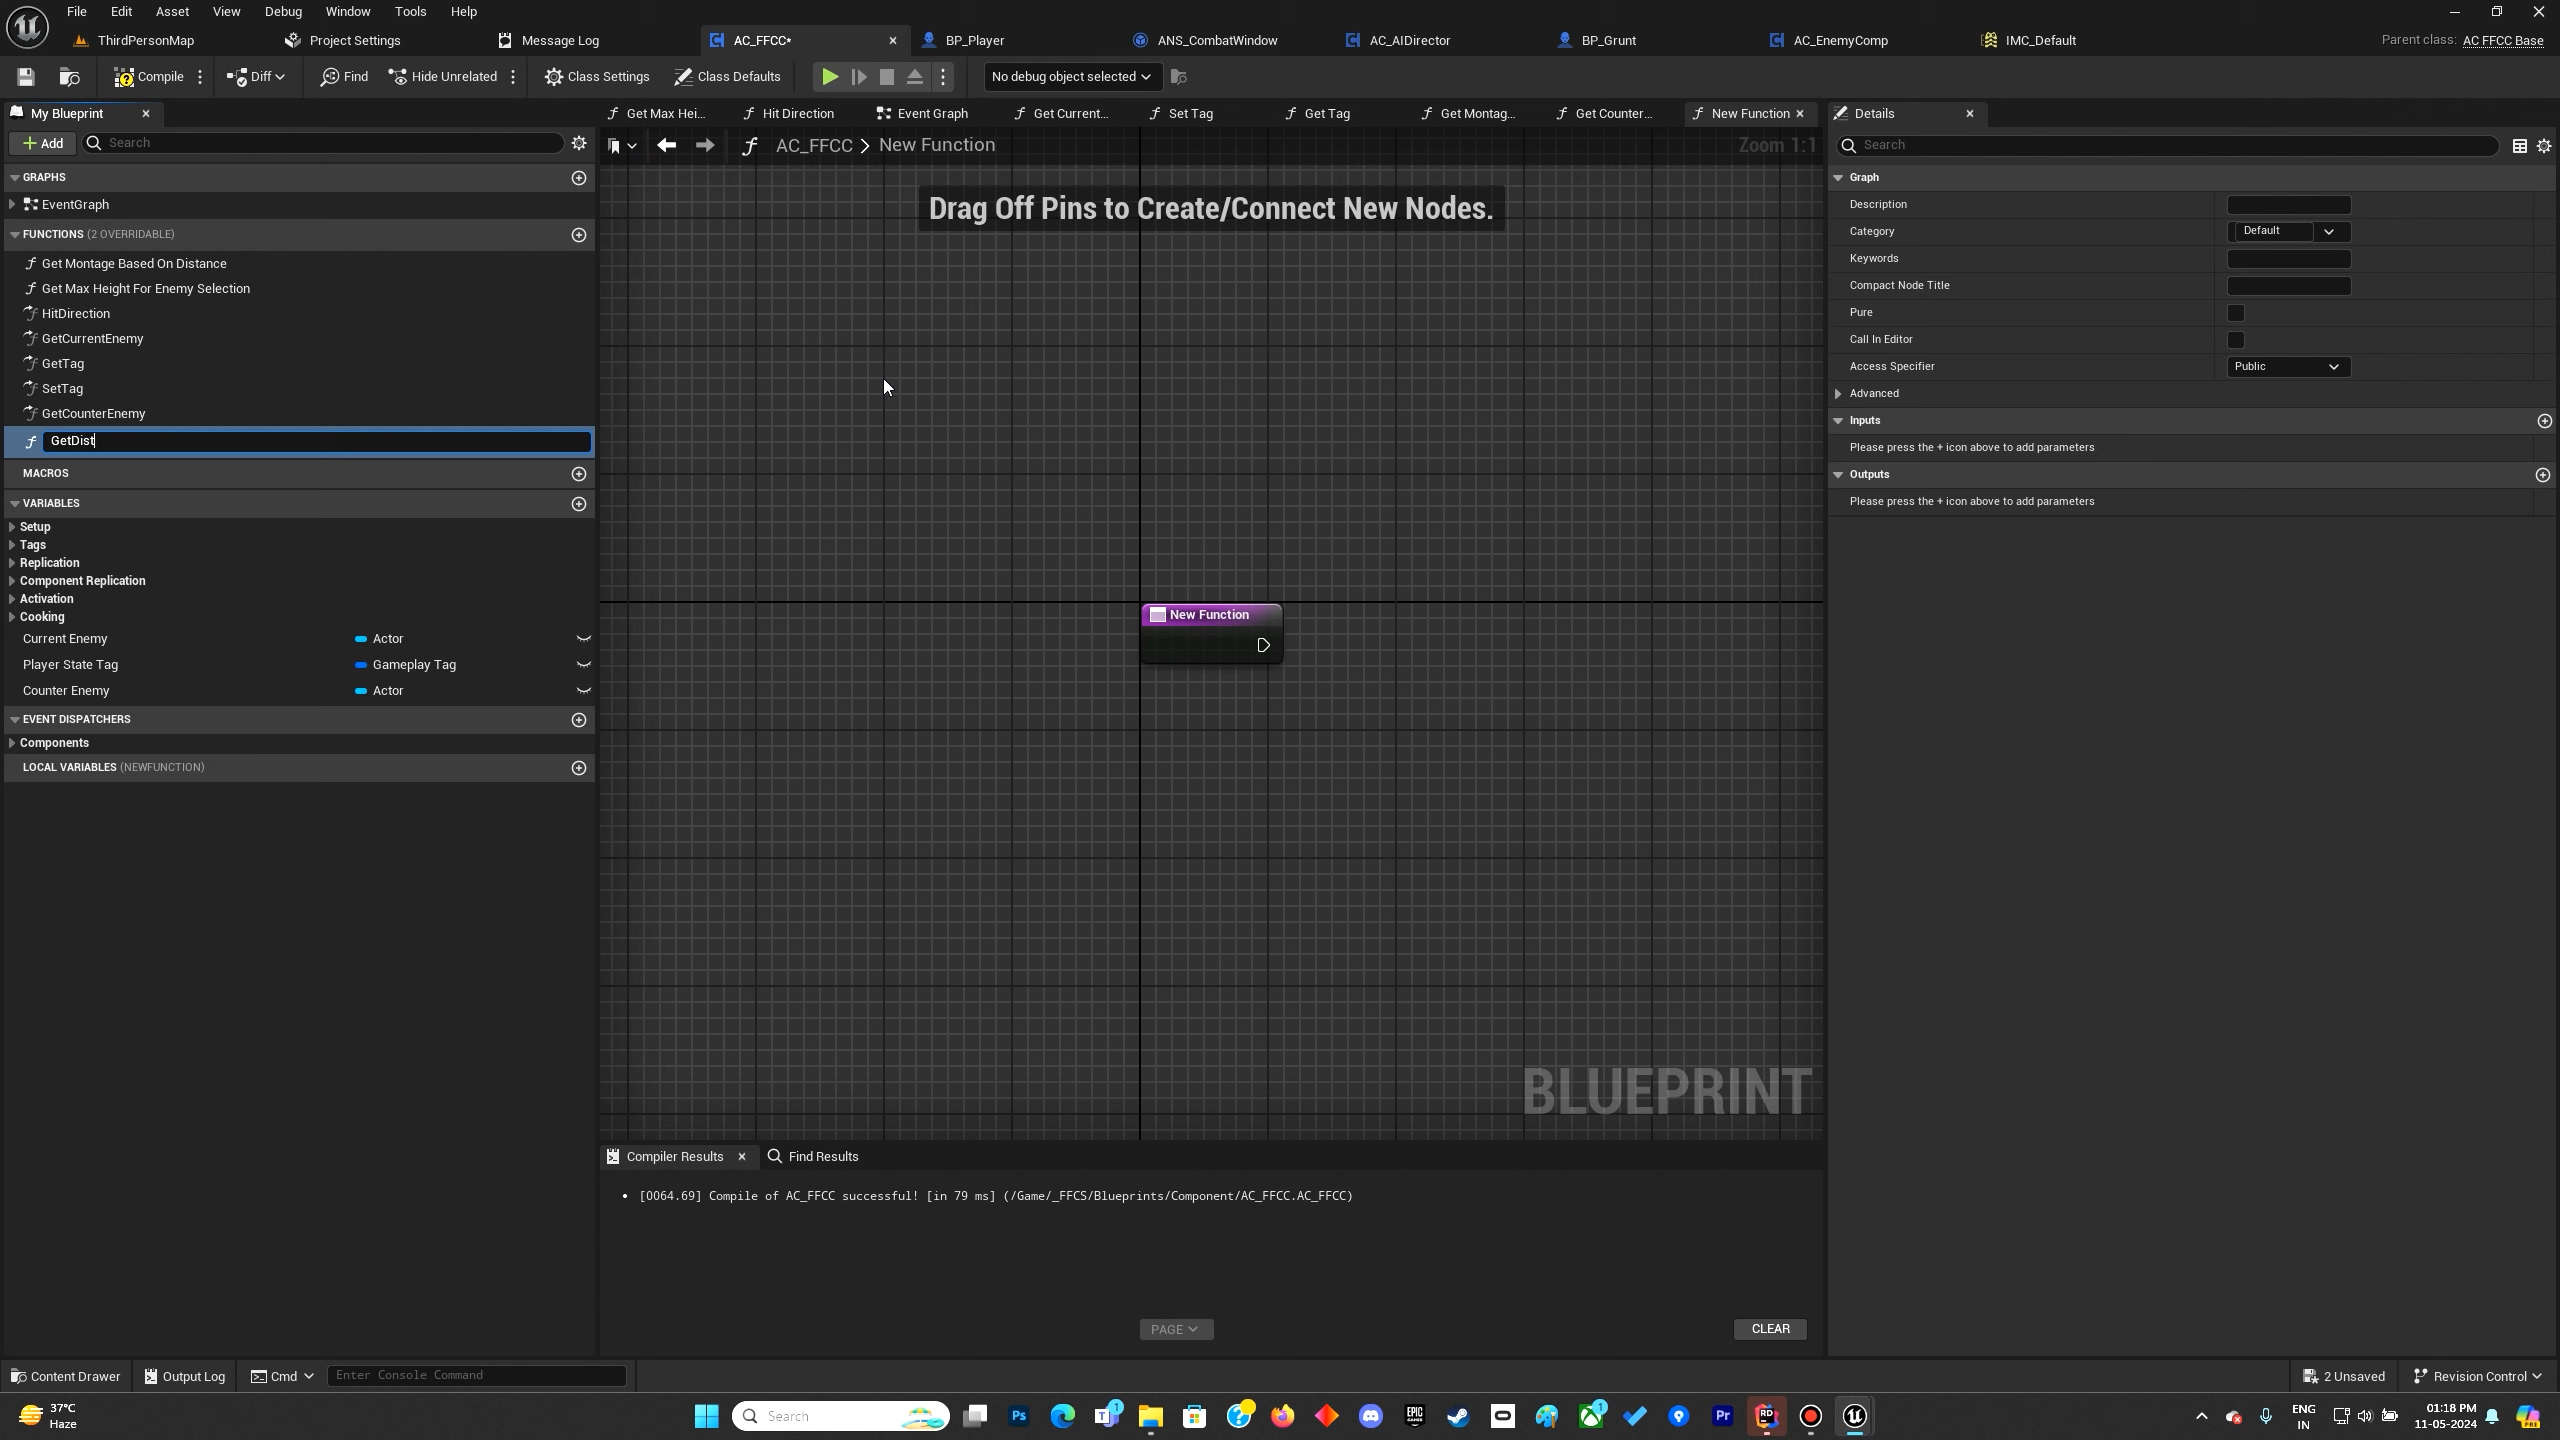 File Edit Asset View Debug Window Tools Help
ThirdPersonMap Project Settings Message Log AC_FFCC* BP_Player ANS_CombatWindow AC_AIDirector BP_Grunt AC_EnemyComp IMC_Default Parent class: AC FFCC Base
Compile Diff Find Hide Unrelated Class Settings Class Defaults No debug object selected
My Blueprint Get Max Hei... Hit Direction Event Graph Get Current... Set Tag Get Tag Get Montag... Get Counter... New Function Details
Add Search AC_FFCC > New Function Zoom 1:1 Search
GRAPHS
EventGraph
FUNCTIONS (2 OVERRIDABLE)
Get Montage Based On Distance
Get Max Height For Enemy Selection
HitDirection
GetCurrentEnemy
GetTag
SetTag
GetCounterEnemy
GetDist
MACROS
VARIABLES
Setup
Tags
Replication
Component Replication
Activation
Cooking
Current Enemy Actor
Player State Tag Gameplay Tag
Counter Enemy Actor
EVENT DISPATCHERS
Components
LOCAL VARIABLES (NEWFUNCTION)
Drag Off Pins to Create/Connect New Nodes.
New Function
BLUEPRINT
Graph
Description
Category Default
Keywords
Compact Node Title
Pure
Call In Editor
Access Specifier Public
Advanced
Inputs
Please press the + icon above to add parameters
Outputs
Please press the + icon above to add parameters
Compiler Results Find Results
• [0064.69] Compile of AC_FFCC successful! [in 79 ms] (/Game/_FFCS/Blueprints/Component/AC_FFCC.AC_FFCC)
PAGE CLEAR
Content Drawer Output Log Cmd Enter Console Command 2 Unsaved Revision Control
37°C
Haze
Search
ENG
IN
01:18 PM
11-05-2024